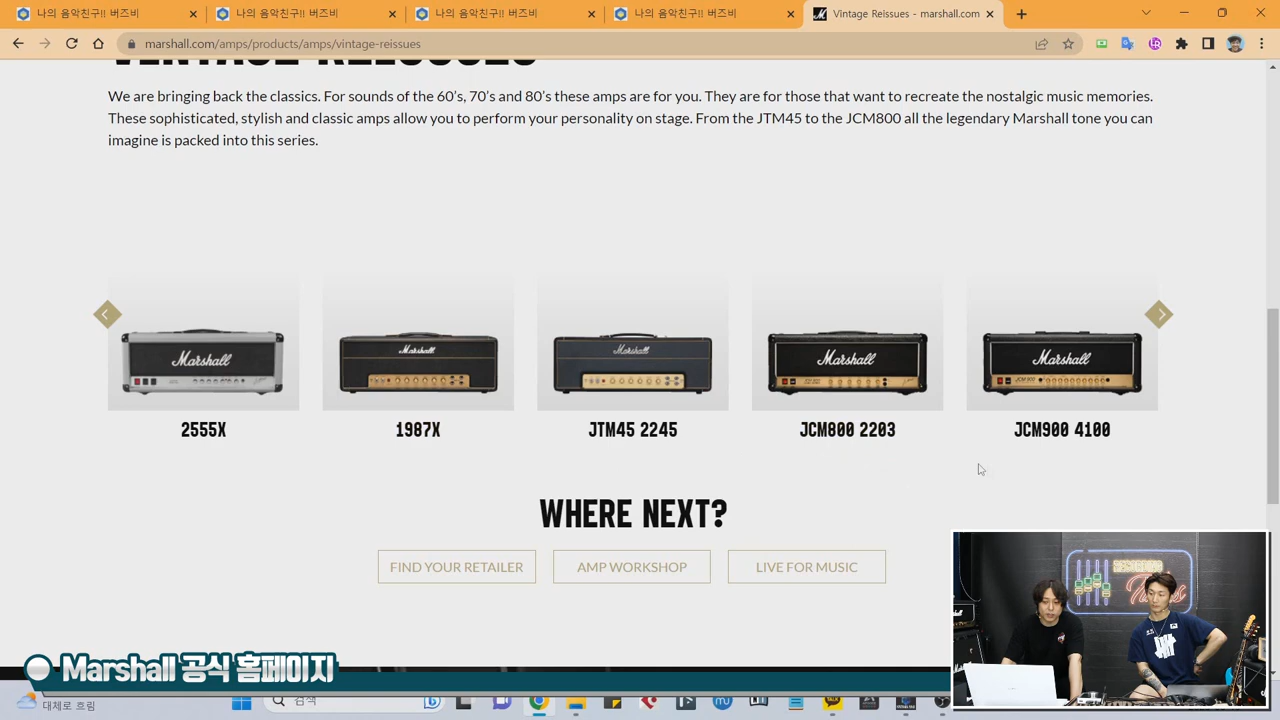 나의 음악친구!! 버즈비
나의 음악친구!! 버즈비
나의 음악친구!! 버즈비
나의 음악친구!! 버즈비
Vintage Reissues - marshall.com
marshall.com/amps/products/amps/vintage-reissues
VINTAGE REISSUES
We are bringing back the classics. For sounds of the 60's, 70's and 80's these amps are for you. They are for those that want to recreate the nostalgic music memories.
These sophisticated, stylish and classic amps allow you to perform your personality on stage. From the JTM45 to the JCM800 all the legendary Marshall tone you can
imagine is packed into this series.
Marshall
Marshall
Marshall
Marshall
Marshall
JCM 900
2555X
1987X
JTM45 2245
JCM800 2203
JCM900 4100
WHERE NEXT?
FIND YOUR RETAILER
AMP WORKSHOP
LIVE FOR MUSIC
Marshall 공식 홈페이지
대체로 흐림
검색